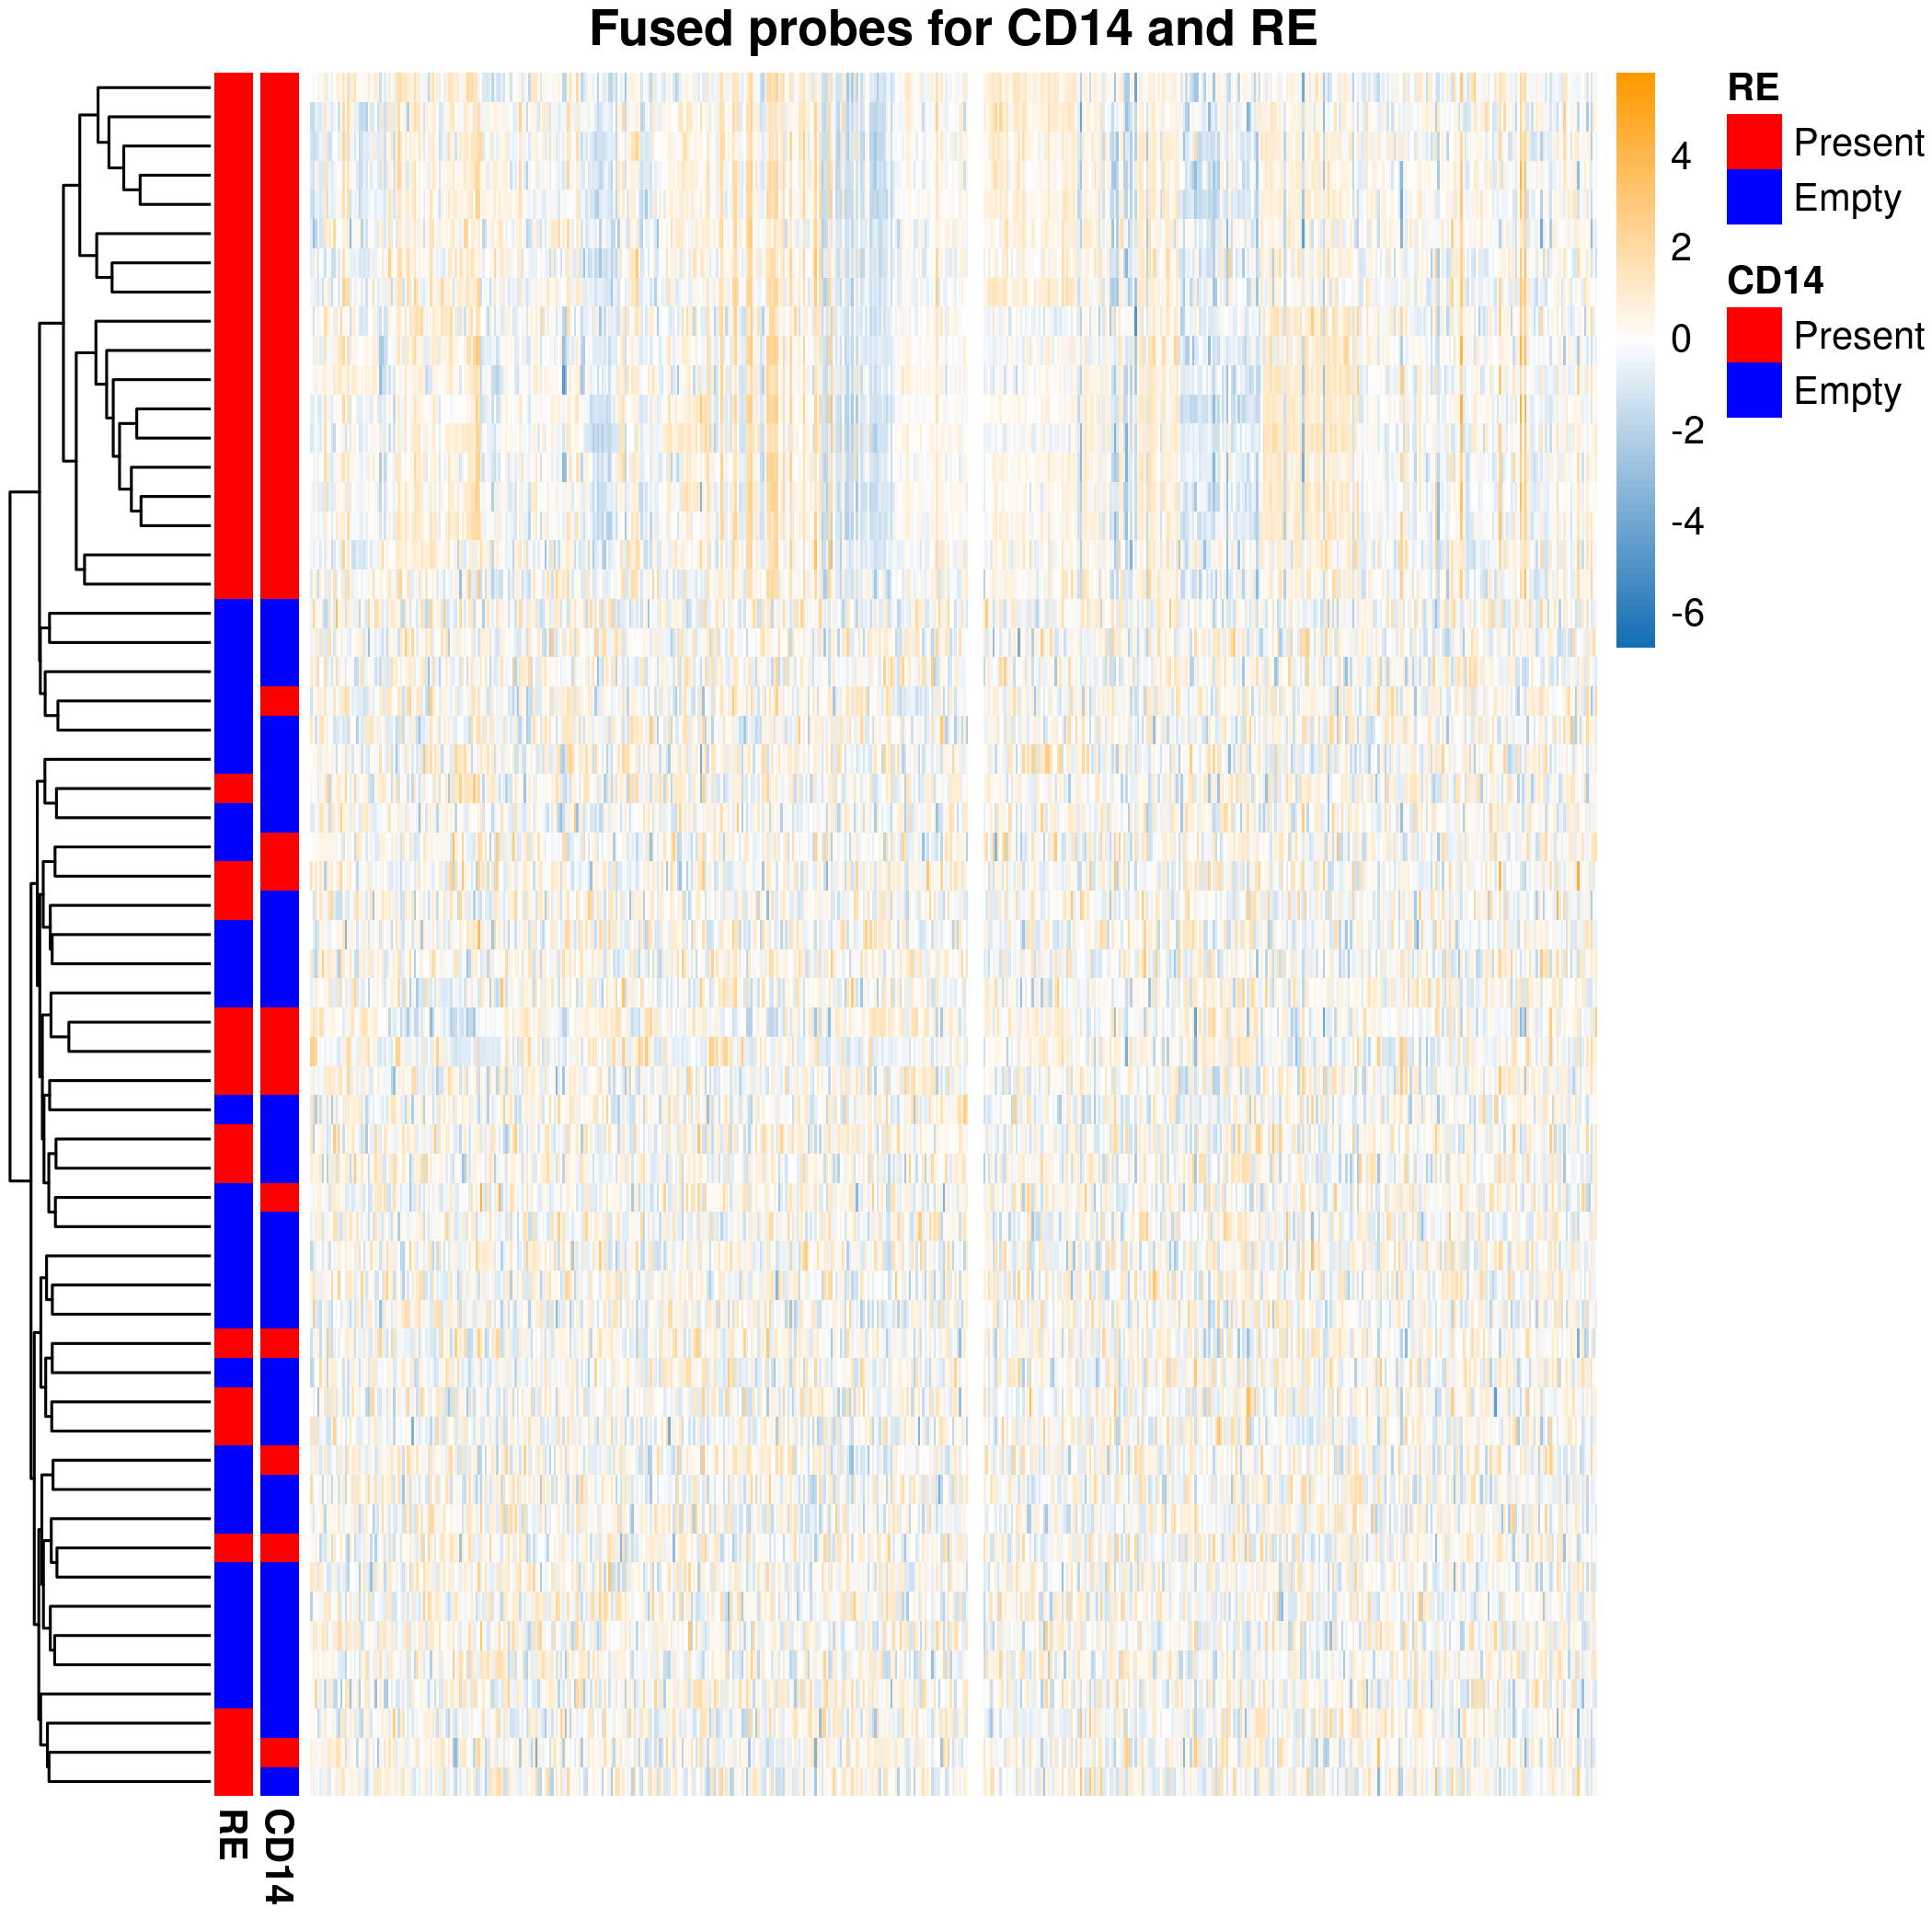 Fused probes for CD14 and RE
RE
Present
Empty
CD14
Present
Empty
4
2
0
-2
-4
-6
RE
CD14